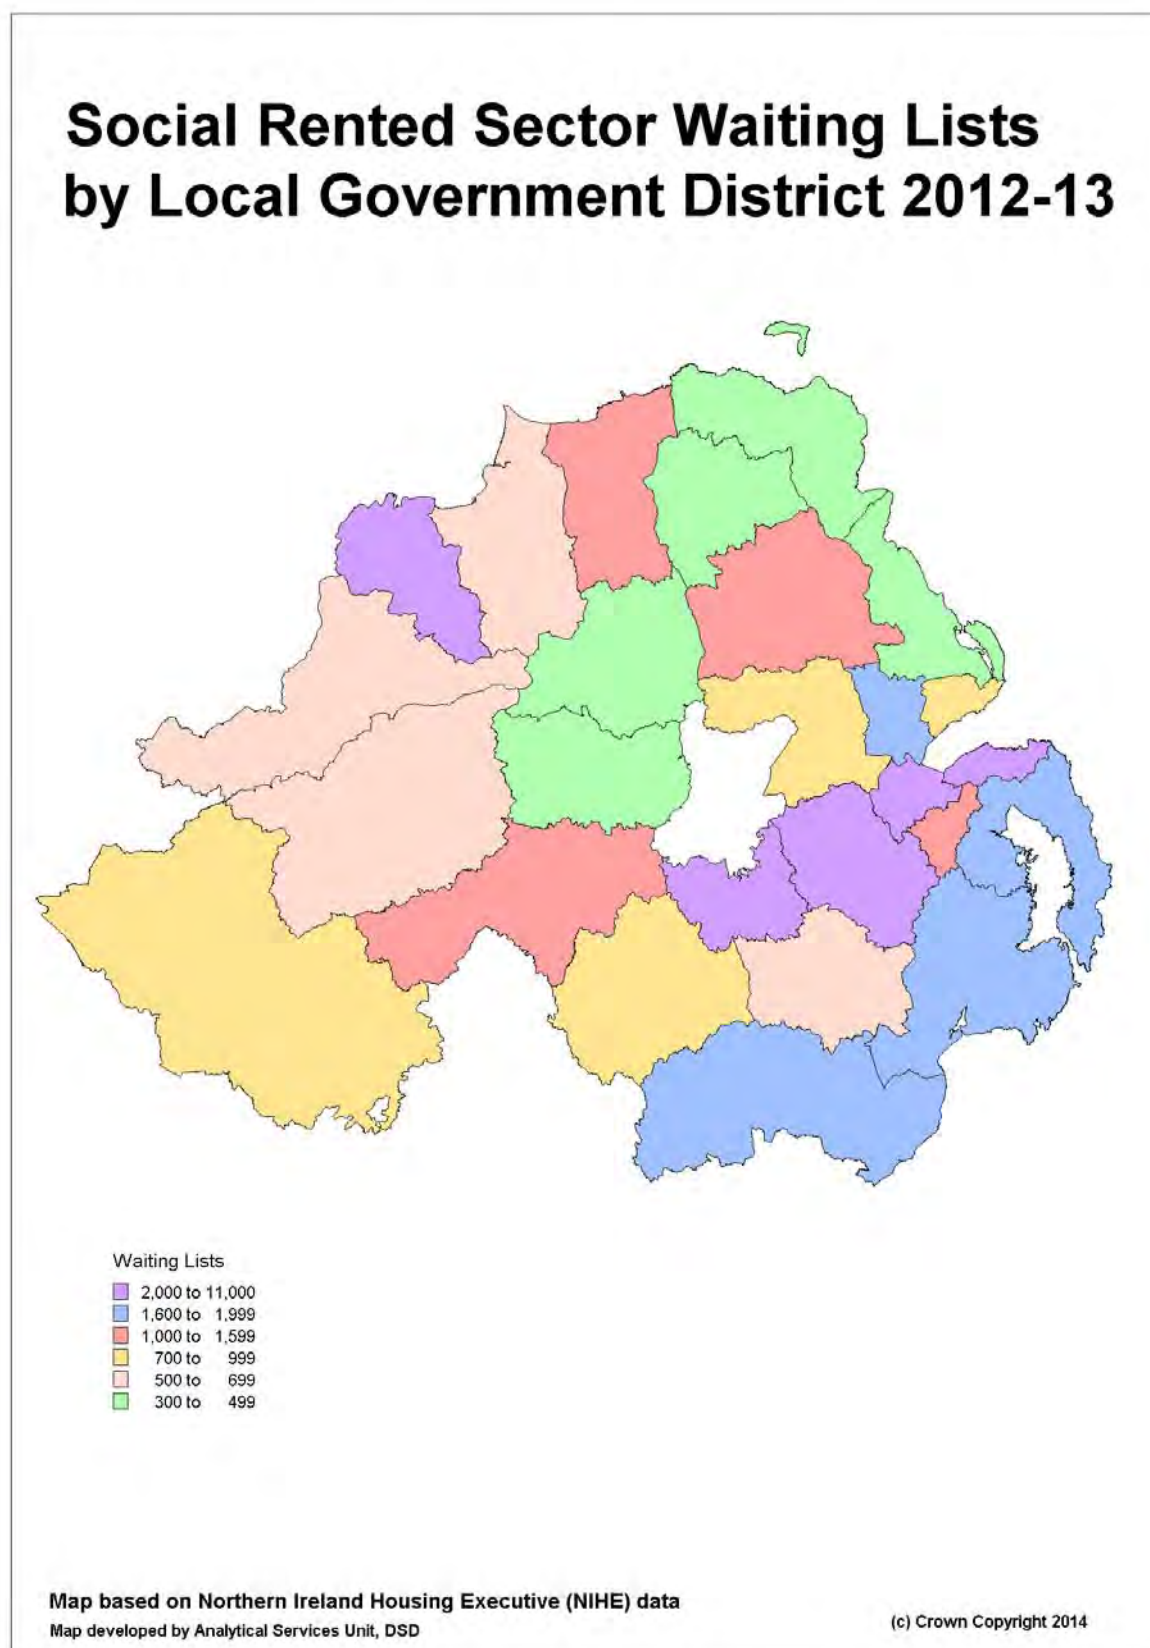 Social Rented Sector Waiting Lists
by Local Government District 2012-13
Waiting Lists
2,000 to 11,000
1,600 to 1,999
1,000 to 1,599
700 to 999
500 to 699
300 to 499
Map based on Northern Ireland Housing Executive (NIHE) data
Map developed by Analytical Services Unit, DSD
(c) Crown Copyright 2014